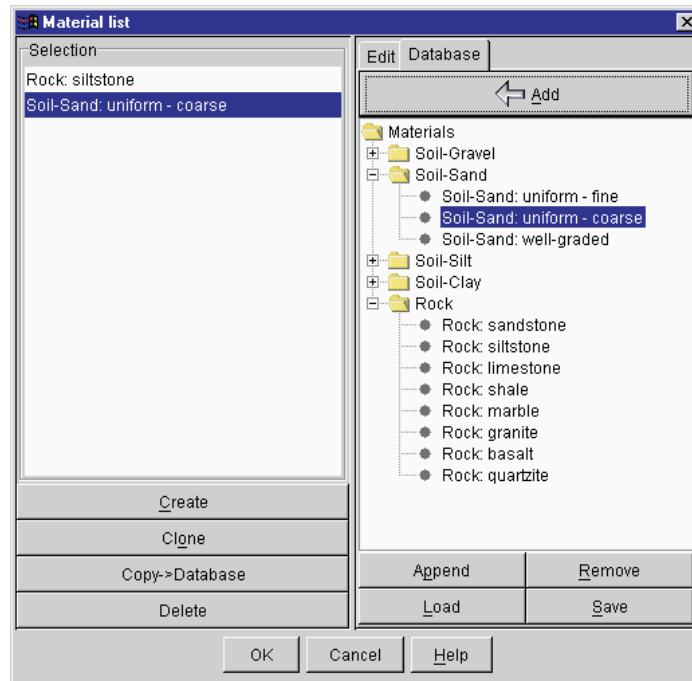 Material list
Selection
Rock: siltstone
Soil-Sand: uniform - coarse
Create
Clone
Copy->Database
Delete
Edit
Database
Add
Materials
Soil-Gravel
Soil-Sand
Soil-Sand: uniform - fine
Soil-Sand: uniform - coarse
Soil-Sand: well-graded
Soil-Silt
Soil-Clay
Rock
Rock: sandstone
Rock: siltstone
Rock: limestone
Rock: shale
Rock: marble
Rock: granite
Rock: basalt
Rock: quartzite
Append
Remove
Load
Save
OK
Cancel
Help